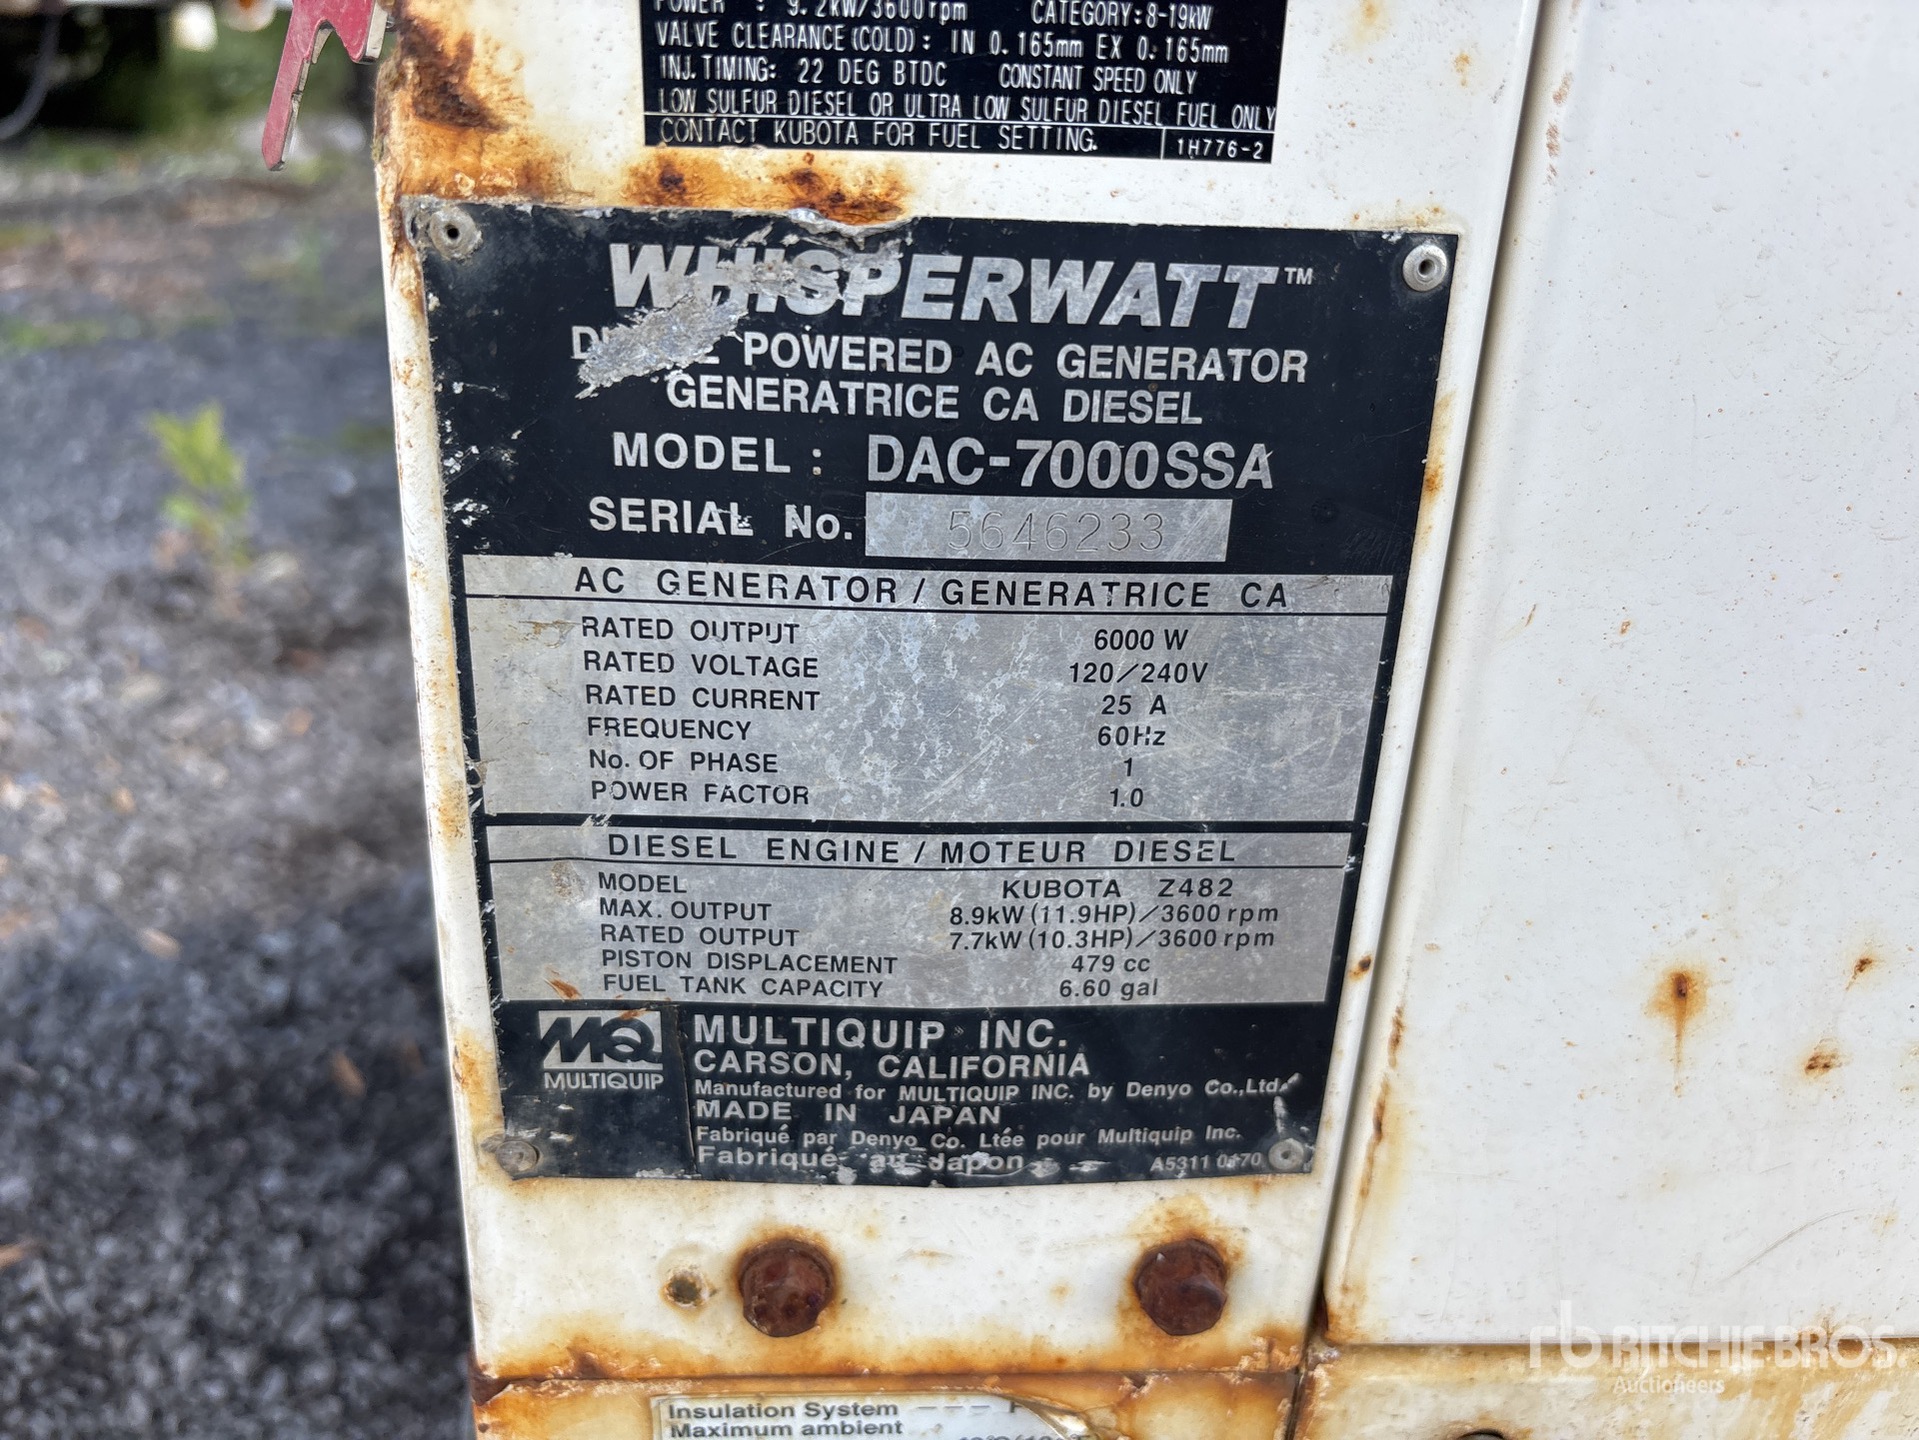 POWER : 9.2kW/3600rpm CATEGORY:8-19kW
VALVE CLEARANCE(COLD): IN 0.165mm EX 0.165mm
INJ.TIMING: 22 DEG BTDC CONSTANT SPEED ONLY
LOW SULFUR DIESEL OR ULTRA LOW SULFUR DIESEL FUEL ONLY
CONTACT KUBOTA FOR FUEL SETTING. 1H776-2
WHISPERWATT™
POWERED AC GENERATOR
GENERATRICE CA DIESEL
MODEL: DAC-7000SSA
SERIAL No. 5646233
AC GENERATOR / GENERATRICE CA
RATED OUTPUT 6000 W
RATED VOLTAGE 120/240V
RATED CURRENT 25 A
FREQUENCY 60Hz
No. OF PHASE 1
POWER FACTOR 1.0
DIESEL ENGINE / MOTEUR DIESEL
MODEL KUBOTA Z482
MAX. OUTPUT 8.9kW (11.9HP)/3600 rpm
RATED OUTPUT 7.7kW (10.3HP)/3600 rpm
PISTON DISPLACEMENT 479 cc
FUEL TANK CAPACITY 6.60 gal
MQ
MULTIQUIP
MULTIQUIP INC.
CARSON, CALIFORNIA
Manufactured for MULTIQUIP INC. by Denyo Co.,Ltd.
MADE IN JAPAN
Fabriqué par Denyo Co. Ltée pour Multiquip Inc.
Fabriqué au Japon
Insulation System
Maximum ambient
rb RITCHIE BROS.
Auctioneers